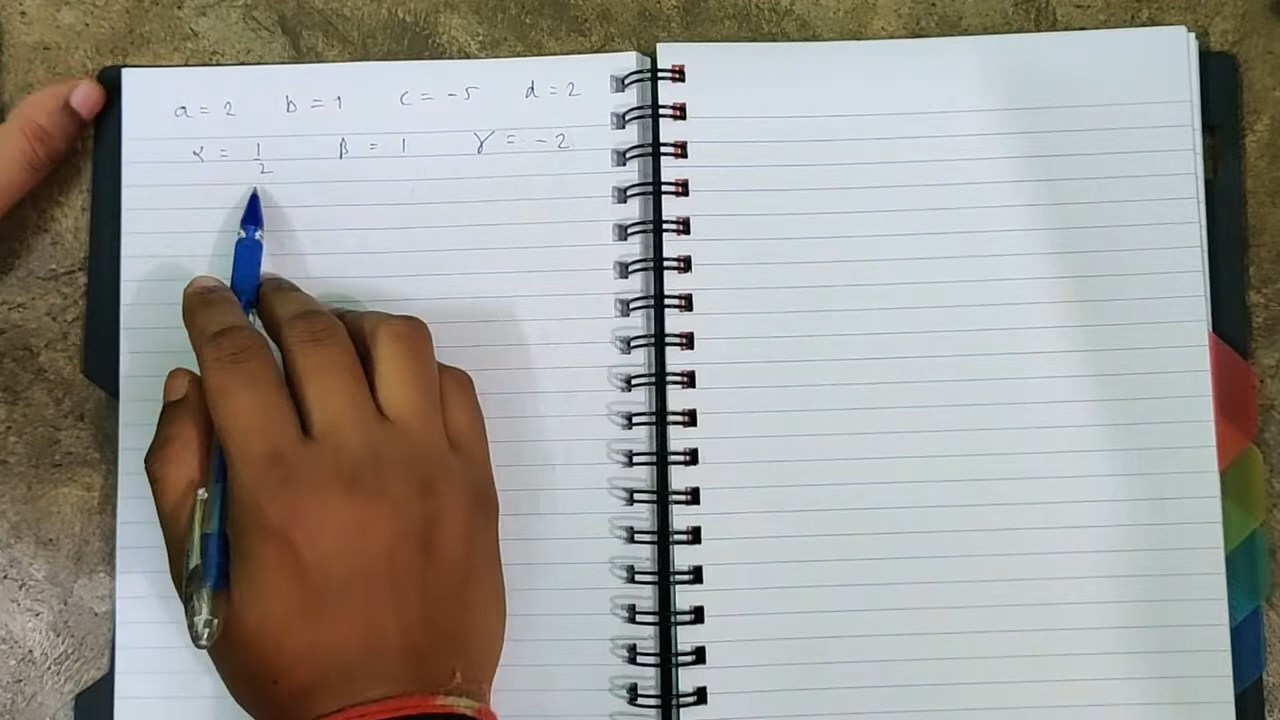 a = 2 b = 1 c = -5 d = 2
α = 1/2 β = 1 γ = -2